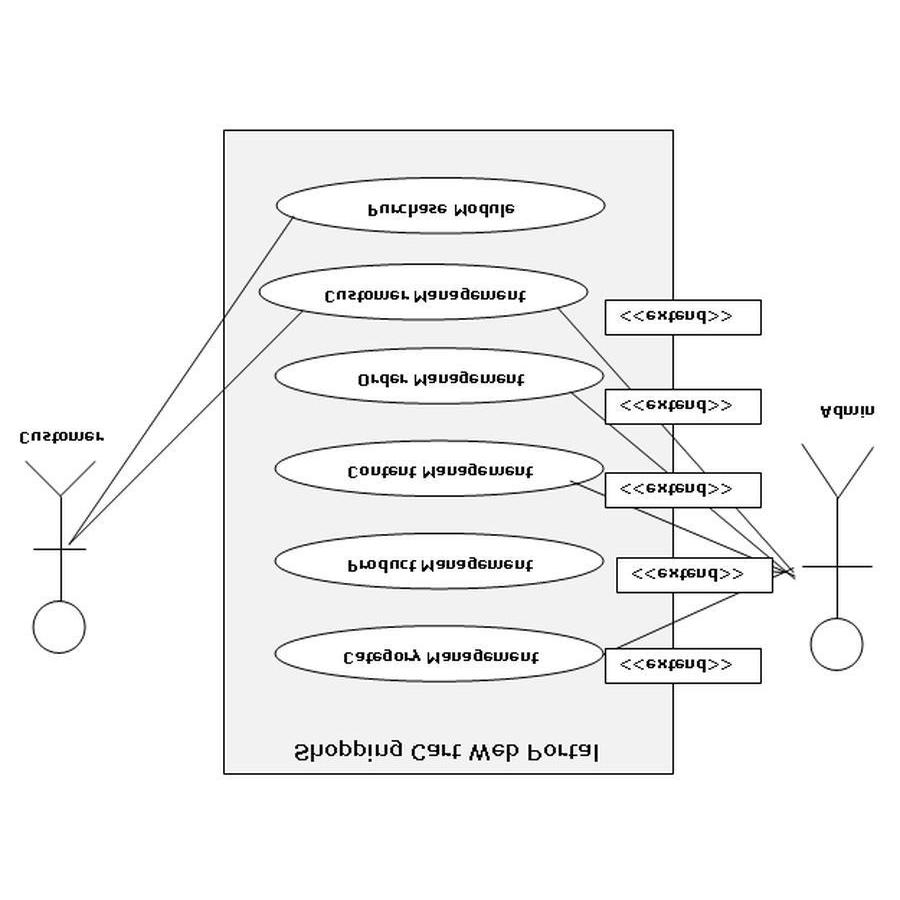 Shopping Cart Web Portal
Category Management
<<extend>>
Product Management
<<extend>>
Content Management
<<extend>>
Customer
Admin
Order Management
<<extend>>
Customer Management
<<extend>>
Purchase Module